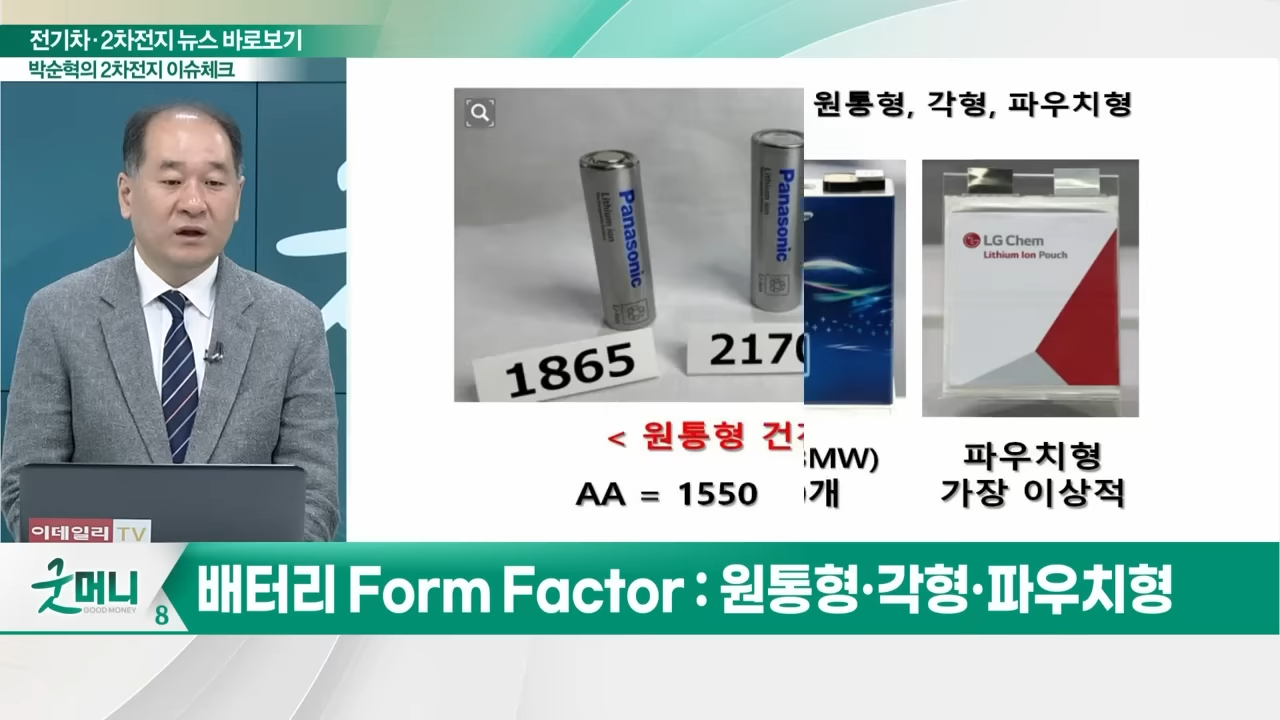 전기차·2차전지 뉴스 바로보기
박순혁의 2차전지 이슈체크
원통형, 각형, 파우치형
Panasonic
Lithium ion
Panasonic
Lithium ion
LG Chem
Lithium Ion Pouch
1865
2170
< 원통형 건
BMW)
파우치형
AA = 1550
개
가장 이상적
이데일리 TV
굿머니
GOOD MONEY
8
배터리 Form Factor : 원통형·각형·파우치형